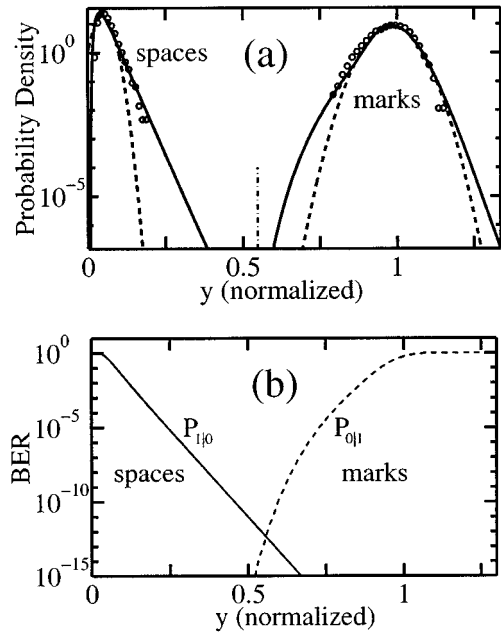 (a)
spaces
marks
Probability Density
10^0
10^-5
0 0.5 1
y (normalized)
(b)
P_1|0
P_0|1
spaces
marks
BER
10^0
10^-5
10^-10
10^-15
0 0.5 1
y (normalized)